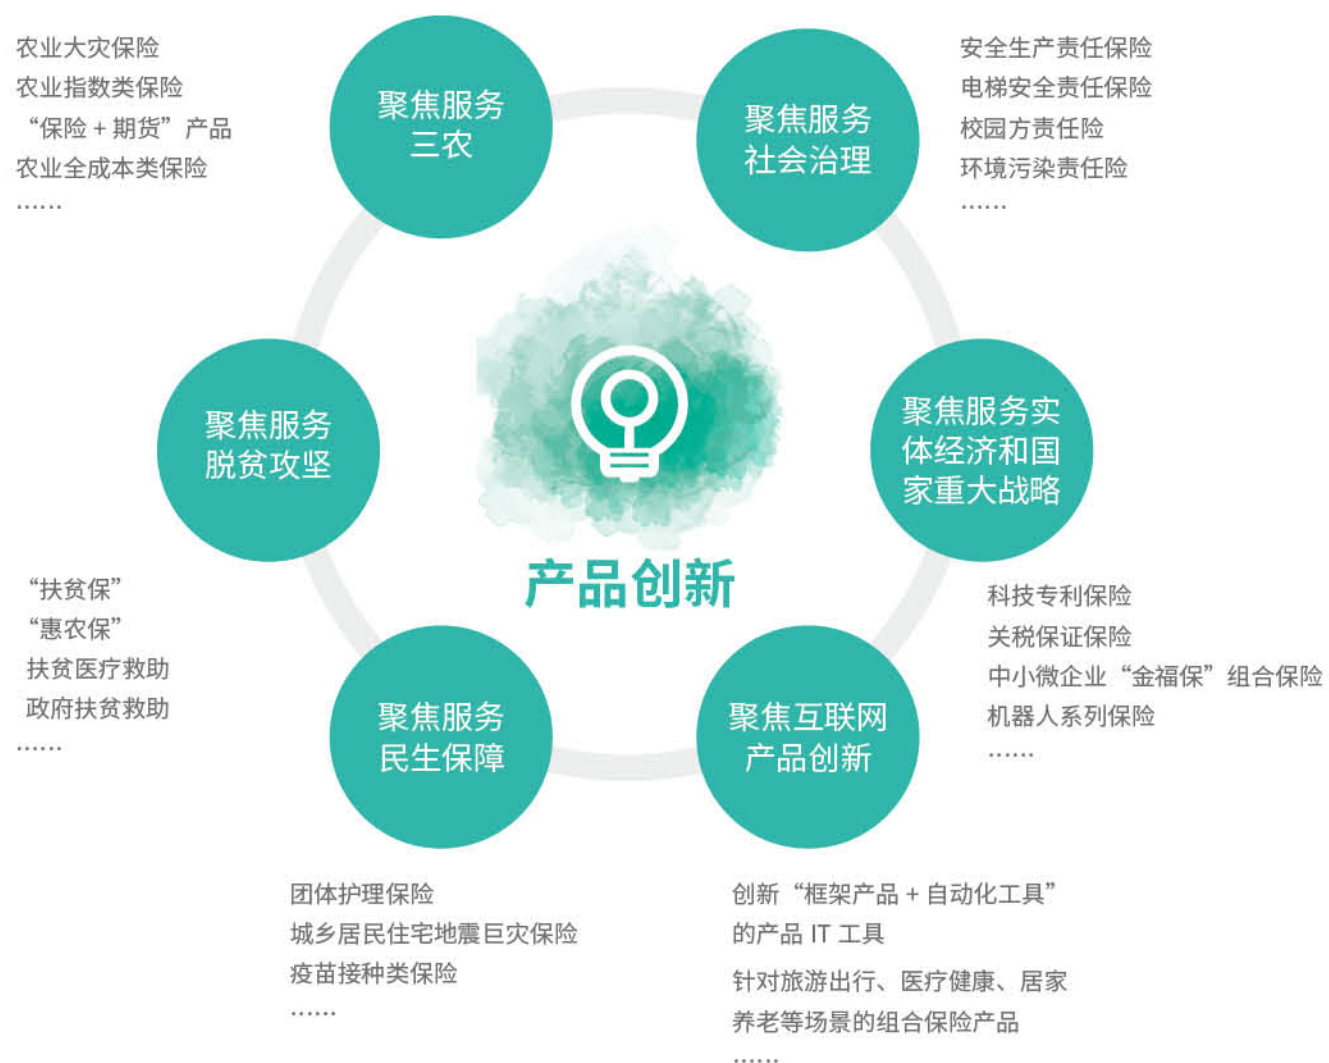 农业大灾保险
农业指数类保险
“保险 + 期货”产品
农业全成本类保险
……
聚焦服务
三农
聚焦服务
社会治理
安全生产责任保险
电梯安全责任保险
校园方责任险
环境污染责任险
……
聚焦服务
脱贫攻坚
“扶贫保”
“惠农保”
扶贫医疗救助
政府扶贫救助
……
产品创新
聚焦服务实
体经济和国
家重大战略
科技专利保险
关税保证保险
中小微企业“金福保”组合保险
机器人系列保险
……
聚焦服务
民生保障
团体护理保险
城乡居民住宅地震巨灾保险
疫苗接种类保险
……
聚焦互联网
产品创新
创新“框架产品 + 自动化工具”
的产品 IT 工具
针对旅游出行、医疗健康、居家
养老等场景的组合保险产品
……